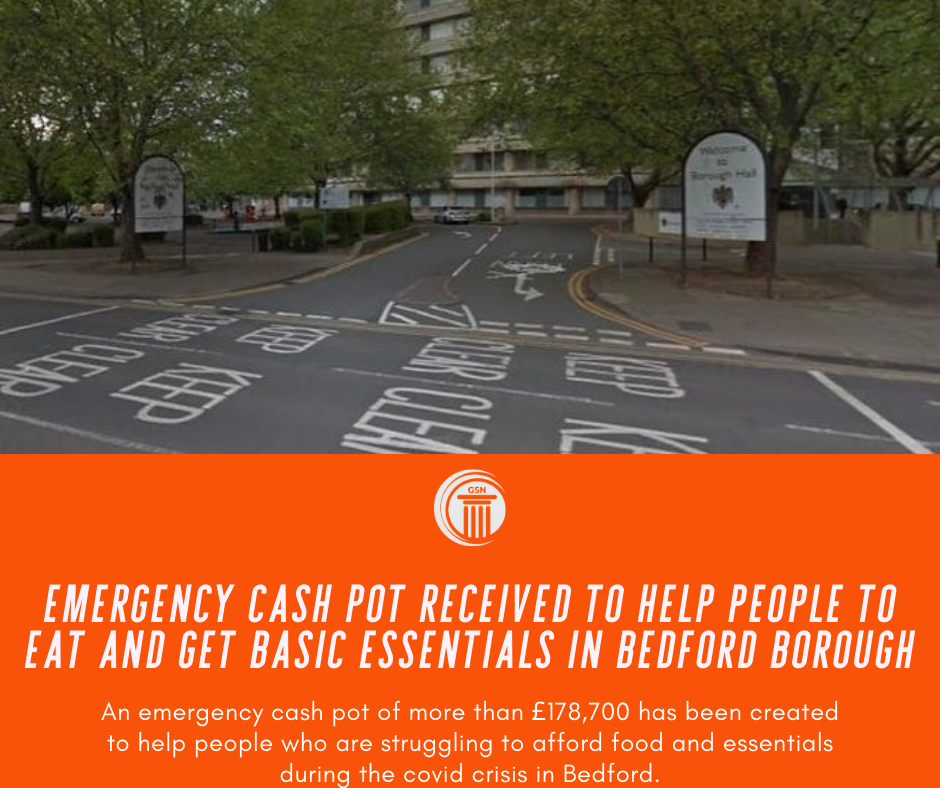 Welcome
to
Borough Hall
KEEP
CLEAR
KEEP
CLEAR
CLEAR
KEEP
CLEAR
GSN
EMERGENCY CASH POT RECEIVED TO HELP PEOPLE TO
EAT AND GET BASIC ESSENTIALS IN BEDFORD BOROUGH
An emergency cash pot of more than £178,700 has been created
to help people who are struggling to afford food and essentials
during the covid crisis in Bedford.